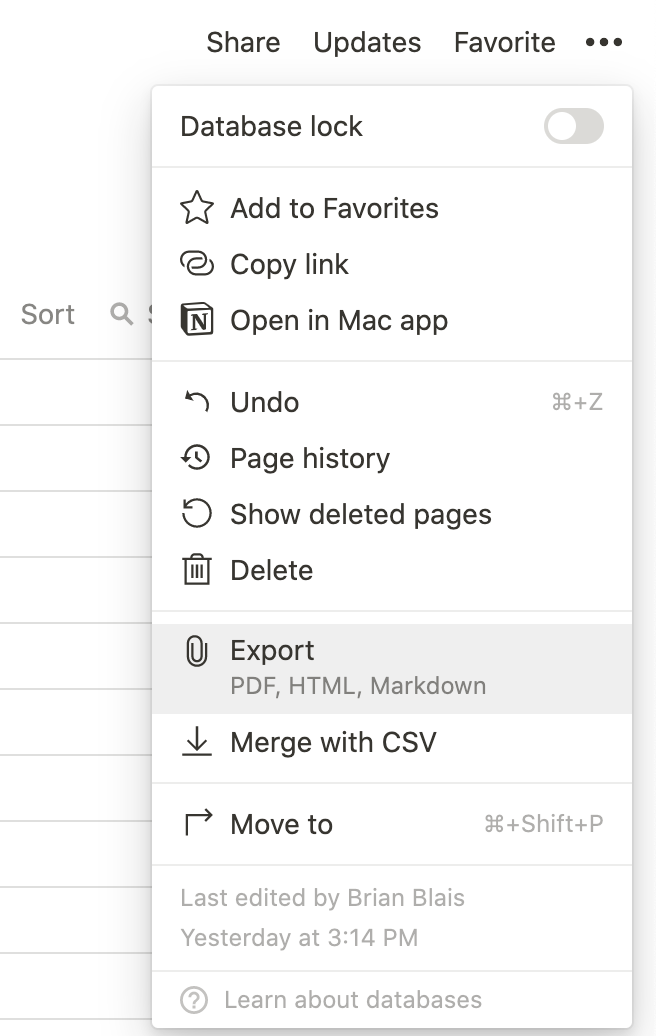 Share Updates Favorite •••
Database lock
Add to Favorites
Copy link
Sort
N Open in Mac app
Undo ⌘+Z
Page history
Show deleted pages
Delete
Export
PDF, HTML, Markdown
Merge with CSV
Move to ⌘+Shift+P
Last edited by Brian Blais
Yesterday at 3:14 PM
? Learn about databases